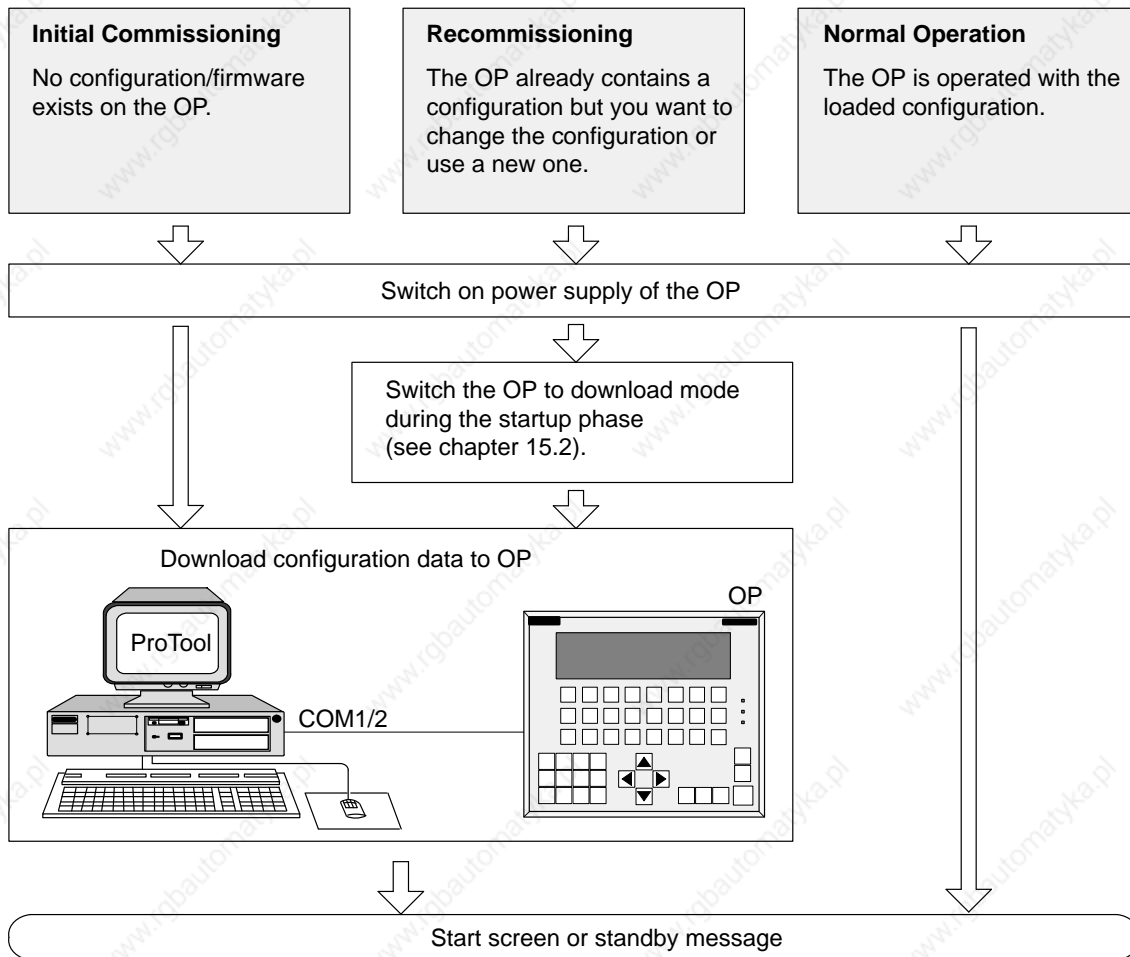 Initial Commissioning
No configuration/firmware
exists on the OP.
Recommissioning
The OP already contains a
configuration but you want to
change the configuration or
use a new one.
Normal Operation
The OP is operated with the
loaded configuration.
Switch on power supply of the OP
Switch the OP to download mode
during the startup phase
(see chapter 15.2).
Download configuration data to OP
OP
ProTool
COM1/2
Start screen or standby message
www.rgbautomatyka.pl